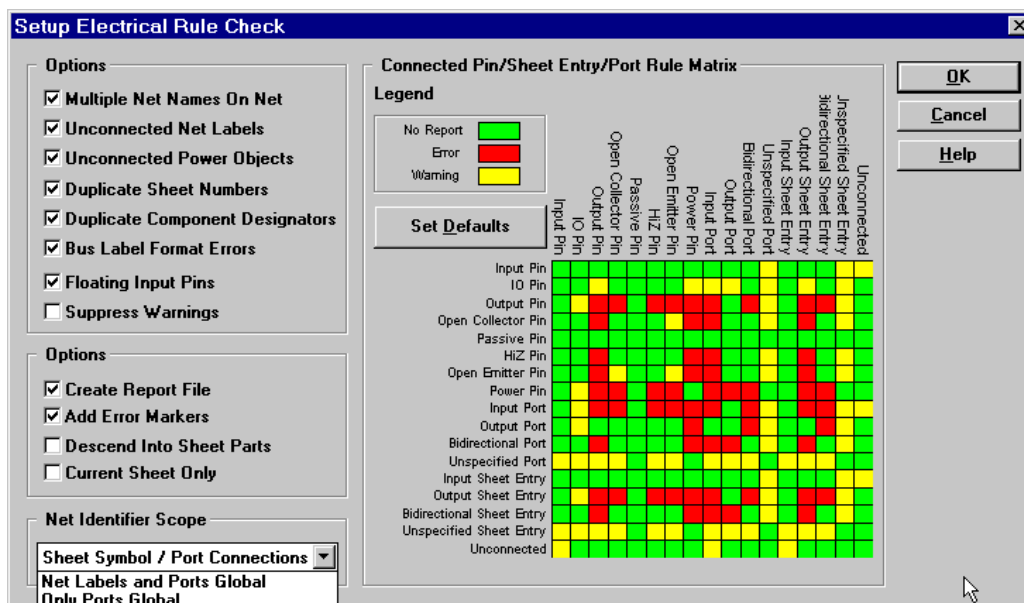 Setup Electrical Rule Check
Options
Multiple Net Names On Net
Unconnected Net Labels
Unconnected Power Objects
Duplicate Sheet Numbers
Duplicate Component Designators
Bus Label Format Errors
Floating Input Pins
Suppress Warnings
Options
Create Report File
Add Error Markers
Descend Into Sheet Parts
Current Sheet Only
Net Identifier Scope
Sheet Symbol / Port Connections
Net Labels and Ports Global
Only Ports Global
Connected Pin/Sheet Entry/Port Rule Matrix
Legend
No Report
Error
Warning
Set Defaults
Input Pin
IO Pin
Output Pin
Open Collector Pin
Passive Pin
HiZ Pin
Open Emitter Pin
Power Pin
Input Port
Output Port
Bidirectional Port
Unspecified Port
Input Sheet Entry
Output Sheet Entry
Bidirectional Sheet Entry
Unspecified Sheet Entry
Unconnected
Input Pin
IO Pin
Output Pin
Open Collector Pin
Passive Pin
HiZ Pin
Open Emitter Pin
Power Pin
Input Port
Output Port
Bidirectional Port
Unspecified Port
Input Sheet Entry
Output Sheet Entry
Bidirectional Sheet Entry
Unspecified Sheet Entry
Unconnected
OK
Cancel
Help